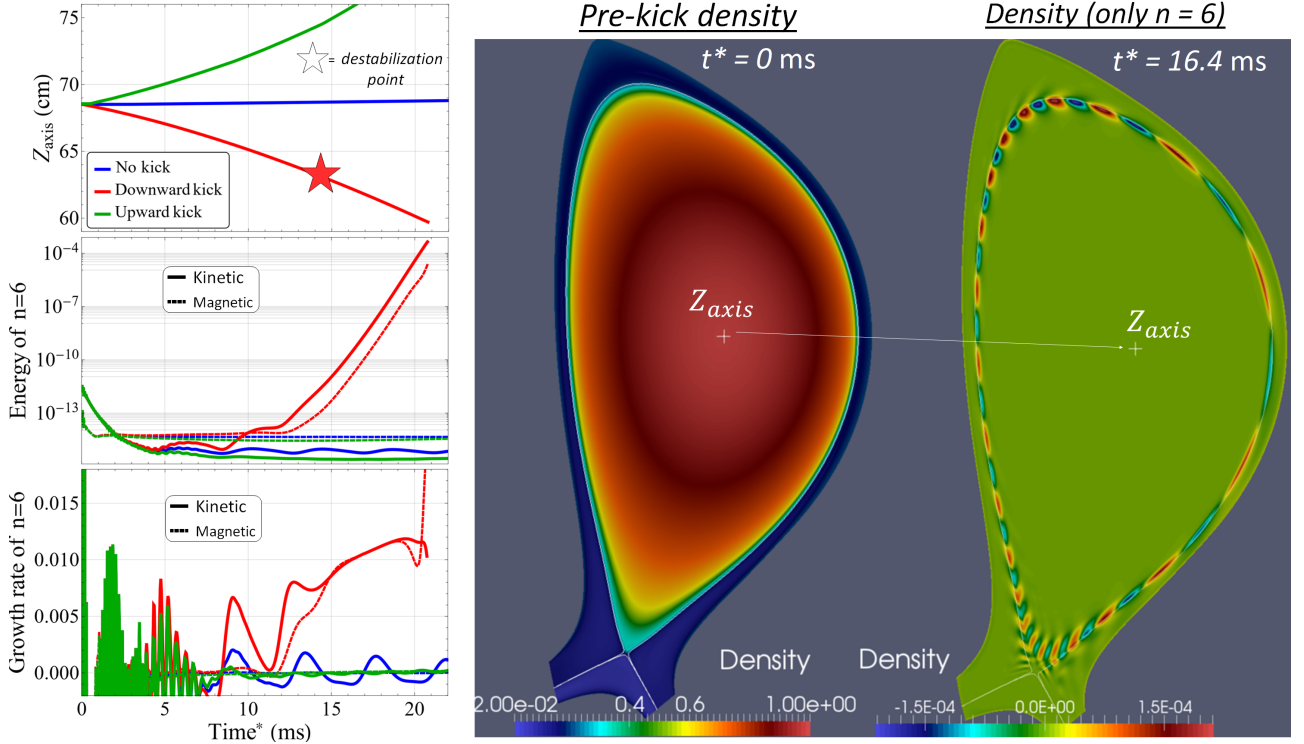 75
70
65
60
Z_axis (cm)
= destabilization
point
No kick
Downward kick
Upward kick
10⁻⁴
10⁻⁷
10⁻¹⁰
10⁻¹³
Energy of n=6
Kinetic
Magnetic
0.015
0.010
0.005
0.000
Growth rate of n=6
Kinetic
Magnetic
0 5 10 15 20
Time* (ms)
Pre-kick density
t* = 0 ms
Z_axis
Density
2.00e-02 0.4 0.6 1.00e+00
Density (only n = 6)
t* = 16.4 ms
Z_axis
Density
-1.5E-04 0.0E+00 1.5E-04